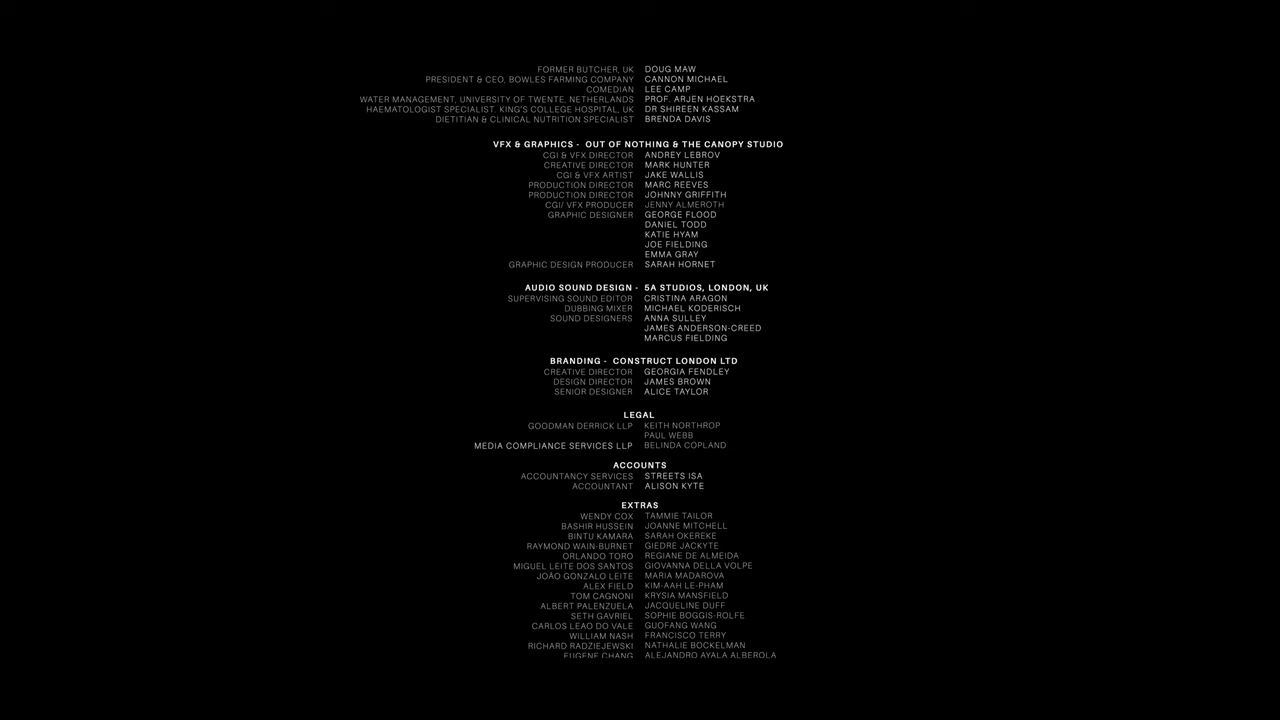 FORMER BUTCHER, UK DOUG MAW
PRESIDENT & CEO, BOWLES FARMING COMPANY CANNON MICHAEL
COMEDIAN LEE CAMP
WATER MANAGEMENT, UNIVERSITY OF TWENTE, NETHERLANDS PROF. ARJEN HOEKSTRA
HAEMATOLOGIST SPECIALIST. KING'S COLLEGE HOSPITAL, UK DR SHIREEN KASSAM
DIETITIAN & CLINICAL NUTRITION SPECIALIST BRENDA DAVIS
VFX & GRAPHICS - OUT OF NOTHING & THE CANOPY STUDIO
CGI & VFX DIRECTOR ANDREY LEBROV
CREATIVE DIRECTOR MARK HUNTER
CGI & VFX ARTIST JAKE WALLIS
PRODUCTION DIRECTOR MARC REEVES
PRODUCTION DIRECTOR JOHNNY GRIFFITH
CGI/ VFX PRODUCER JENNY ALMEROTH
GRAPHIC DESIGNER GEORGE FLOOD
DANIEL TODD
KATIE HYAM
JOE FIELDING
EMMA GRAY
GRAPHIC DESIGN PRODUCER SARAH HORNET
AUDIO SOUND DESIGN - 5A STUDIOS, LONDON, UK
SUPERVISING SOUND EDITOR CRISTINA ARAGON
DUBBING MIXER MICHAEL KODERISCH
SOUND DESIGNERS ANNA SULLEY
JAMES ANDERSON-CREED
MARCUS FIELDING
BRANDING - CONSTRUCT LONDON LTD
CREATIVE DIRECTOR GEORGIA FENDLEY
DESIGN DIRECTOR JAMES BROWN
SENIOR DESIGNER ALICE TAYLOR
LEGAL
GOODMAN DERRICK LLP KEITH NORTHROP
PAUL WEBB
MEDIA COMPLIANCE SERVICES LLP BELINDA COPLAND
ACCOUNTS
ACCOUNTANCY SERVICES STREETS ISA
ACCOUNTANT ALISON KYTE
EXTRAS
WENDY COX TAMMIE TAILOR
BASHIR HUSSEIN JOANNE MITCHELL
BINTU KAMARA SARAH OKEREKE
RAYMOND WAIN-BURNET GIEDRE JACKYTE
ORLANDO TORO REGIANE DE ALMEIDA
MIGUEL LEITE DOS SANTOS GIOVANNA DELLA VOLPE
JOÃO GONZALO LEITE MARIA MADAROVA
ALEX FIELD KIM-AAH LE-PHAM
TOM CAGNONI KRYSIA MANSFIELD
ALBERT PALENZUELA JACQUELINE DUFF
SETH GAVRIEL SOPHIE BOGGIS-ROLFE
CARLOS LEAO DO VALE GUOFANG WANG
WILLIAM NASH FRANCISCO TERRY
RICHARD RADZIEJEWSKI NATHALIE BOCKELMAN
EUGENE CHANG ALEJANDRO AYALA ALBEROLA